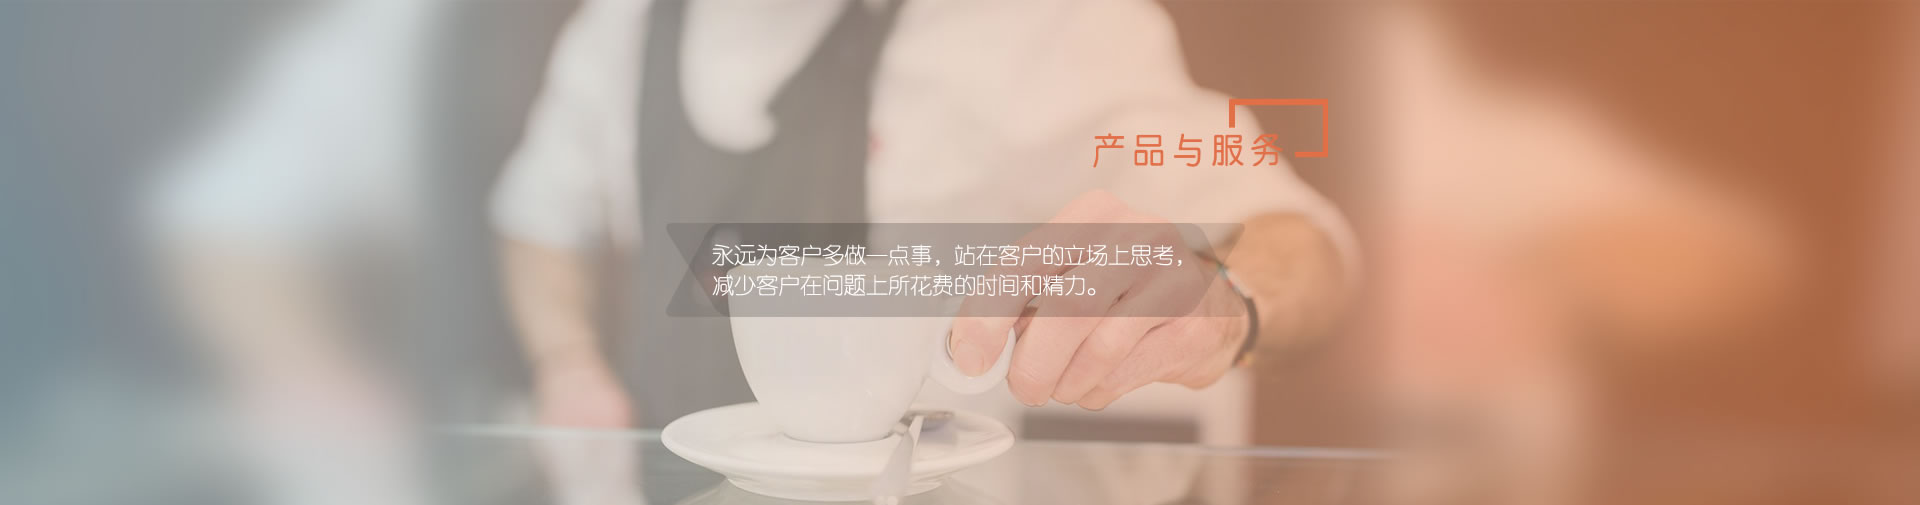 产品与服务
永远为客户多做一点事，站在客户的立场上思考，
减少客户在问题上所花费的时间和精力。